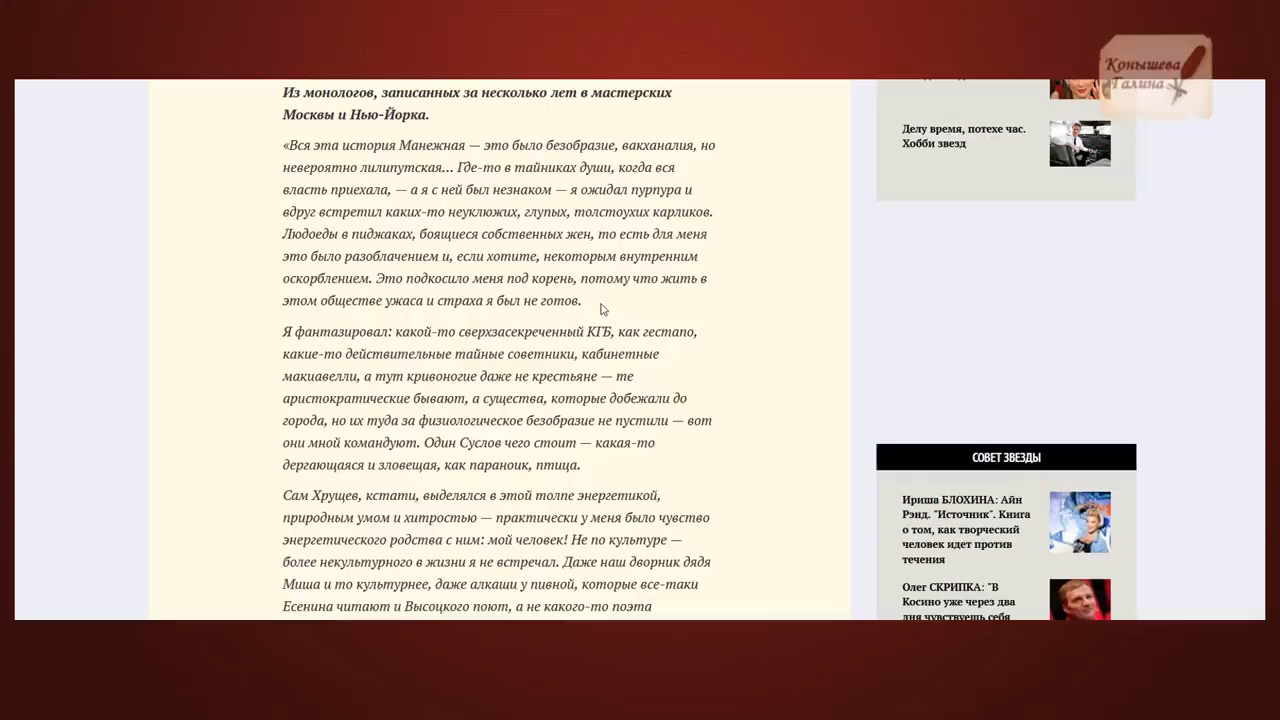 Конышева
Галина
Из монологов, записанных за несколько лет в мастерских
Москвы и Нью-Йорка.
«Вся эта история Манежная — это было безобразие, вакханалия, но
невероятно лилипутская... Где-то в тайниках души, когда вся
власть приехала, — а я с ней был незнаком — я ожидал пурпура и
вдруг встретил каких-то неуклюжих, глупых, толстоухих карликов.
Людоеды в пиджаках, боящиеся собственных жен, то есть для меня
это было разоблачением и, если хотите, некоторым внутренним
оскорблением. Это подкосило меня под корень, потому что жить в
этом обществе ужаса и страха я был не готов.
Я фантазировал: какой-то сверхзасекреченный КГБ, как гестапо,
какие-то действительные тайные советники, кабинетные
макиавелли, а тут кривоногие даже не крестьяне — те
аристократические бывают, а существа, которые добежали до
города, но их туда за физиологическое безобразие не пустили — вот
они мной командуют. Один Суслов чего стоит — какая-то
дергающаяся и зловещая, как параноик, птица.
Сам Хрущев, кстати, выделялся в этой толпе энергетикой,
природным умом и хитростью — практически у меня было чувство
энергетического родства с ним: мой человек! Не по культуре —
более некультурного в жизни я не встречал. Даже наш дворник дядя
Миша и то культурнее, даже алкаши у пивной, которые все-таки
Есенина читают и Высоцкого поют, а не какого-то поэта
Делу время, потехе час.
Хобби звезд
СОВЕТ ЗВЕЗДЫ
Ириша БЛОХИНА: Айн
Рэнд. "Источник". Книга
о том, как творческий
человек идет против
течения
Олег СКРИПКА: "В
Косино уже через два
дня чувствуешь себя